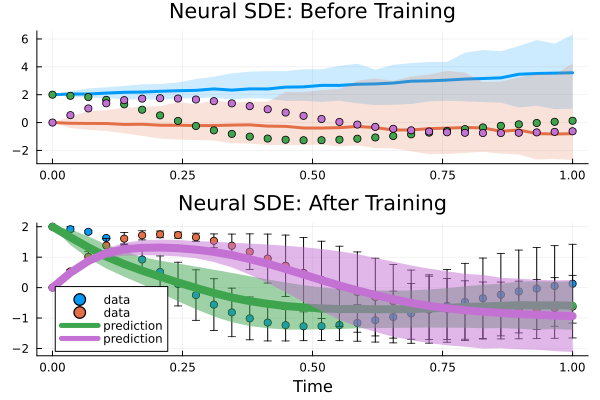 Neural SDE: Before Training
6
4
2
0
−2
0.00 0.25 0.50 0.75 1.00
Neural SDE: After Training
2
1
0
−1
−2
data
data
prediction
prediction
0.00 0.25 0.50 0.75 1.00
Time